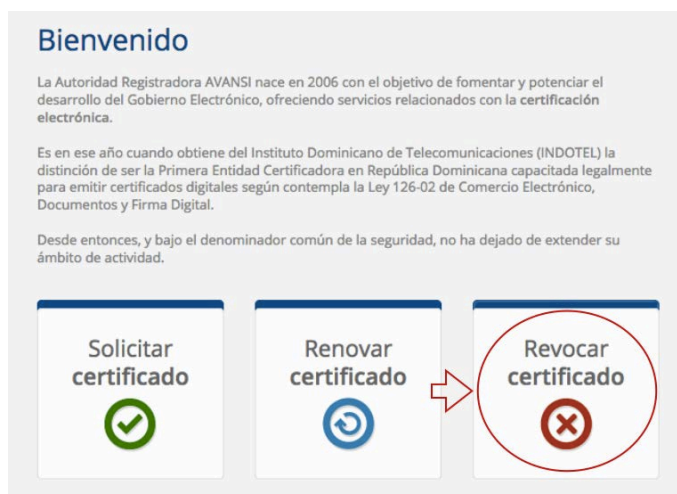 Bienvenido
La Autoridad Registradora AVANSI nace en 2006 con el objetivo de fomentar y potenciar el
desarrollo del Gobierno Electrónico, ofreciendo servicios relacionados con la certificación
electrónica.
Es en ese año cuando obtiene del Instituto Dominicano de Telecomunicaciones (INDOTEL) la
distinción de ser la Primera Entidad Certificadora en República Dominicana capacitada legalmente
para emitir certificados digitales según contempla la Ley 126-02 de Comercio Electrónico,
Documentos y Firma Digital.
Desde entonces, y bajo el denominador común de la seguridad, no ha dejado de extender su
ámbito de actividad.
Solicitar
certificado
Renovar
certificado
Revocar
certificado